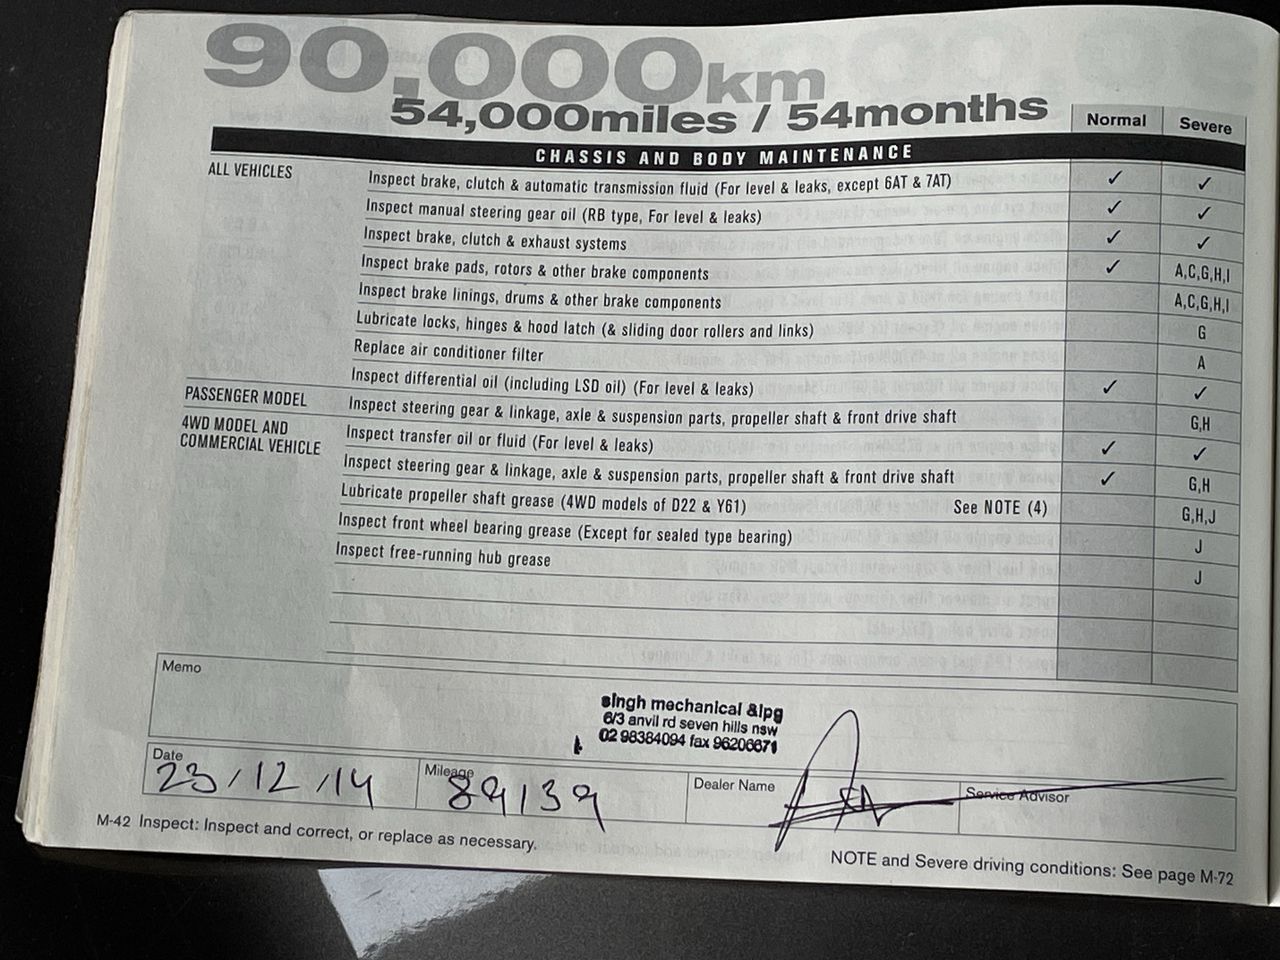 90,000km
54,000miles / 54months
Normal Severe
CHASSIS AND BODY MAINTENANCE
ALL VEHICLES Inspect brake, clutch & automatic transmission fluid (For level & leaks, except 6AT & 7AT) ✓ ✓
Inspect manual steering gear oil (RB type, For level & leaks) ✓ ✓
Inspect brake, clutch & exhaust systems ✓ ✓
Inspect brake pads, rotors & other brake components ✓ A,C,G,H,I
Inspect brake linings, drums & other brake components A,C,G,H,I
Lubricate locks, hinges & hood latch (& sliding door rollers and links) G
Replace air conditioner filter A
Inspect differential oil (including LSD oil) (For level & leaks) ✓ ✓
PASSENGER MODEL Inspect steering gear & linkage, axle & suspension parts, propeller shaft & front drive shaft G,H
4WD MODEL AND COMMERCIAL VEHICLE Inspect transfer oil or fluid (For level & leaks) ✓ ✓
Inspect steering gear & linkage, axle & suspension parts, propeller shaft & front drive shaft ✓ G,H
Lubricate propeller shaft grease (4WD models of D22 & Y61) See NOTE (4) G,H,J
Inspect front wheel bearing grease (Except for sealed type bearing) J
Inspect free-running hub grease J
Memo
singh mechanical &lpg
6/3 anvil rd seven hills nsw
02 98384094 fax 96206671
Date 23/12/14 Mileage 89139 Dealer Name Service Advisor
M-42 Inspect: Inspect and correct, or replace as necessary.
NOTE and Severe driving conditions: See page M-72